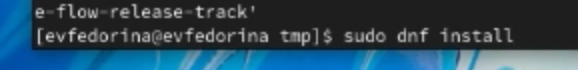 e-flow-release-track'
[evfedorina@evfedorina tmp]$ sudo dnf install